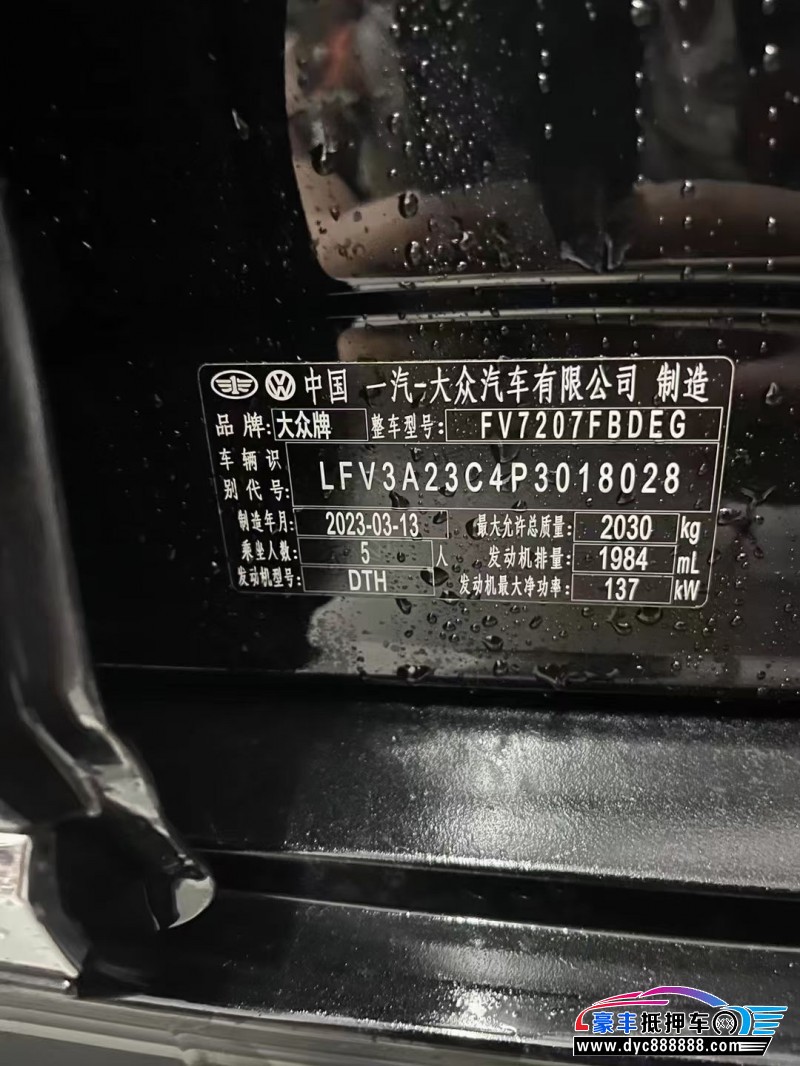 中国 一汽-大众汽车有限公司 制造
品牌: 大众牌 整车型号: FV7207FBDEG
车辆识别代号: LFV3A23C4P3018028
制造年月: 2023-03-13 最大允许总质量: 2030 kg
乘坐人数: 5 人 发动机排量: 1984 mL
发动机型号: DTH 发动机最大净功率: 137 kW
豪丰抵押车
www.dyc888888.com